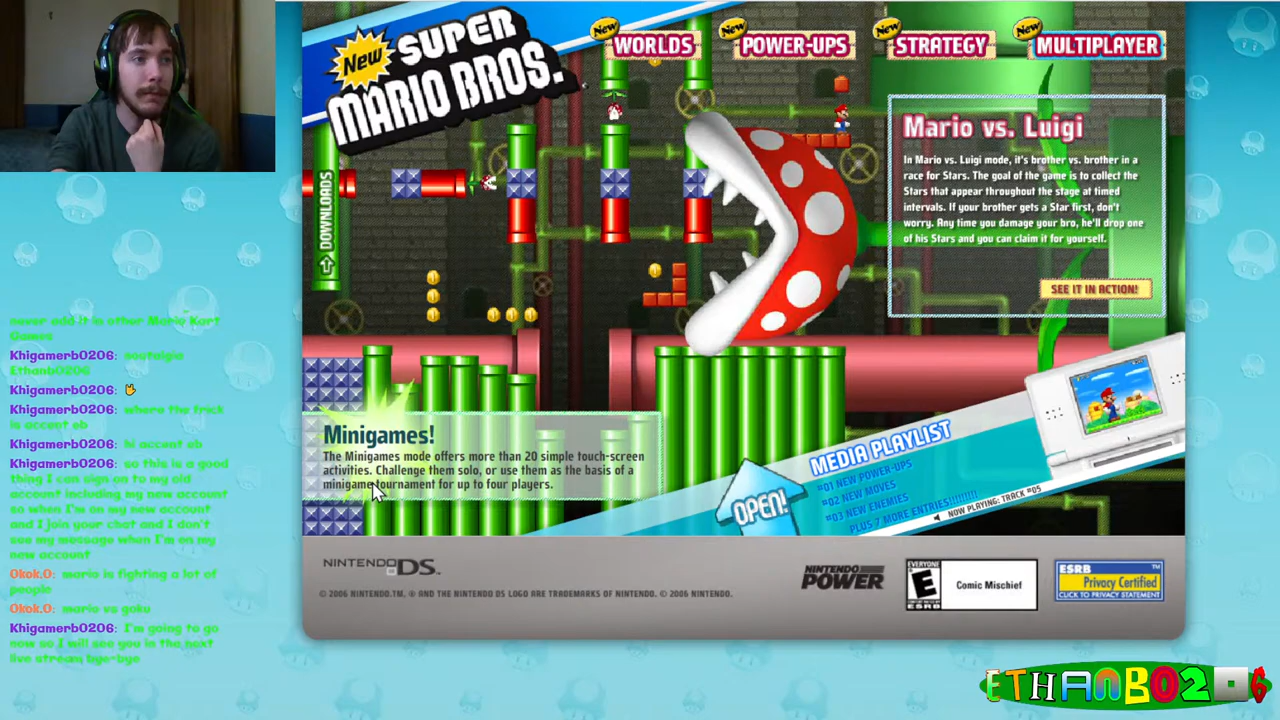 New SUPER
MARIO BROS.
New New New New
WORLDS POWER-UPS STRATEGY MULTIPLAYER
DOWNLOADS
Mario vs. Luigi
In Mario vs. Luigi mode, it's brother vs. brother in a
race for Stars. The goal of the game is to collect the
Stars that appear throughout the stage at timed
intervals. If your brother gets a Star first, don't
worry. Any time you damage your bro, he'll drop one
of his Stars and you can claim it for yourself.
SEE IT IN ACTION!
Minigames!
The Minigames mode offers more than 20 simple touch-screen
activities. Challenge them solo, or use them as the basis of a
minigame tournament for up to four players.
OPEN!
MEDIA PLAYLIST
#01 NEW POWER-UPS
#02 NEW MOVES
#03 NEW ENEMIES
PLUS 7 MORE ENTRIES!!!!!!!!!
NOW PLAYING: TRACK #05
NINTENDO DS™
© 2006 NINTENDO.TM, ® AND THE NINTENDO DS LOGO ARE TRADEMARKS OF NINTENDO. © 2006 NINTENDO.
NINTENDO
POWER
EVERYONE
E
ESRB
Comic Mischief
ESRB ™
Privacy Certified
CLICK TO PRIVACY STATEMENT
never add it in other Mario Kart
Games
Khigamerb0206: nostalgia
Ethanb0206
Khigamerb0206:
Khigamerb0206: where the frick
is accent eb
Khigamerb0206: hi accent eb
Khigamerb0206: so this is a good
thing I can sign on to my old
account including my new account
so when I'm on my new account
and I join your chat and I don't
see my message when I'm on my
new account
Okok.O: mario is fighting a lot of
people
Okok.O: mario vs goku
Khigamerb0206: I'm going to go
now so I will see you in the next
live stream bye-bye
ETHANB0206